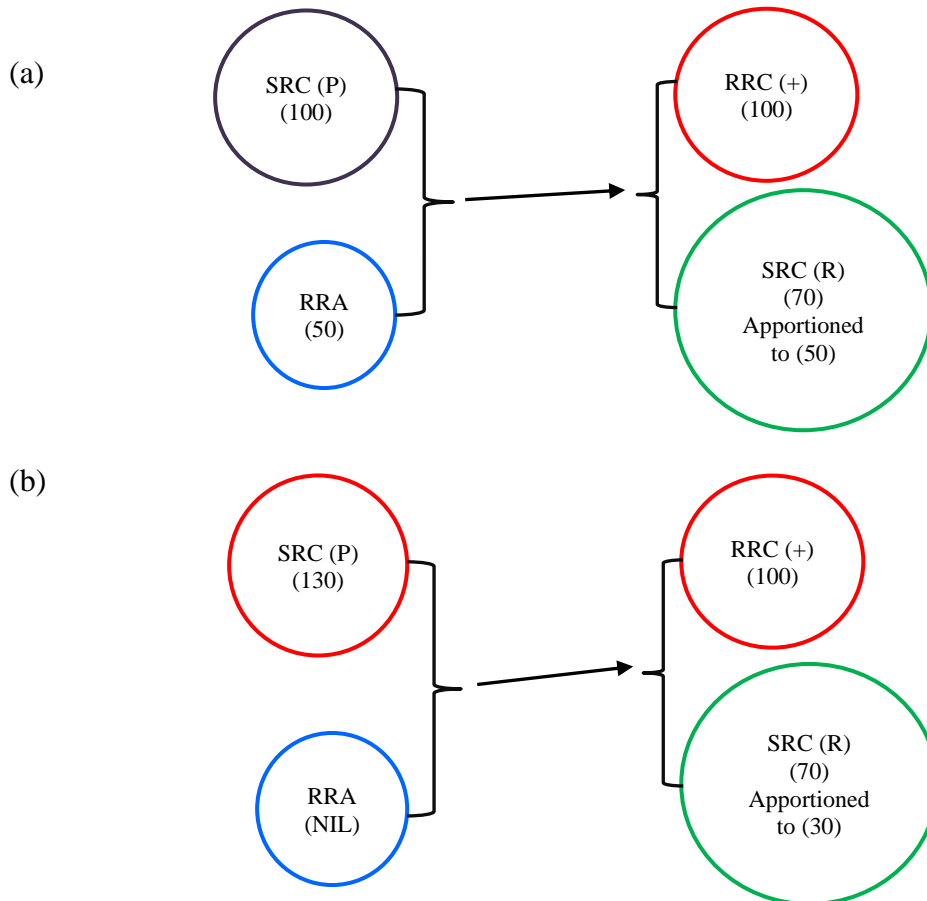 (a)
SRC (P)
(100)
RRC (+)
(100)
RRA
(50)
SRC (R)
(70)
Apportioned
to (50)
(b)
SRC (P)
(130)
RRC (+)
(100)
RRA
(NIL)
SRC (R)
(70)
Apportioned
to (30)